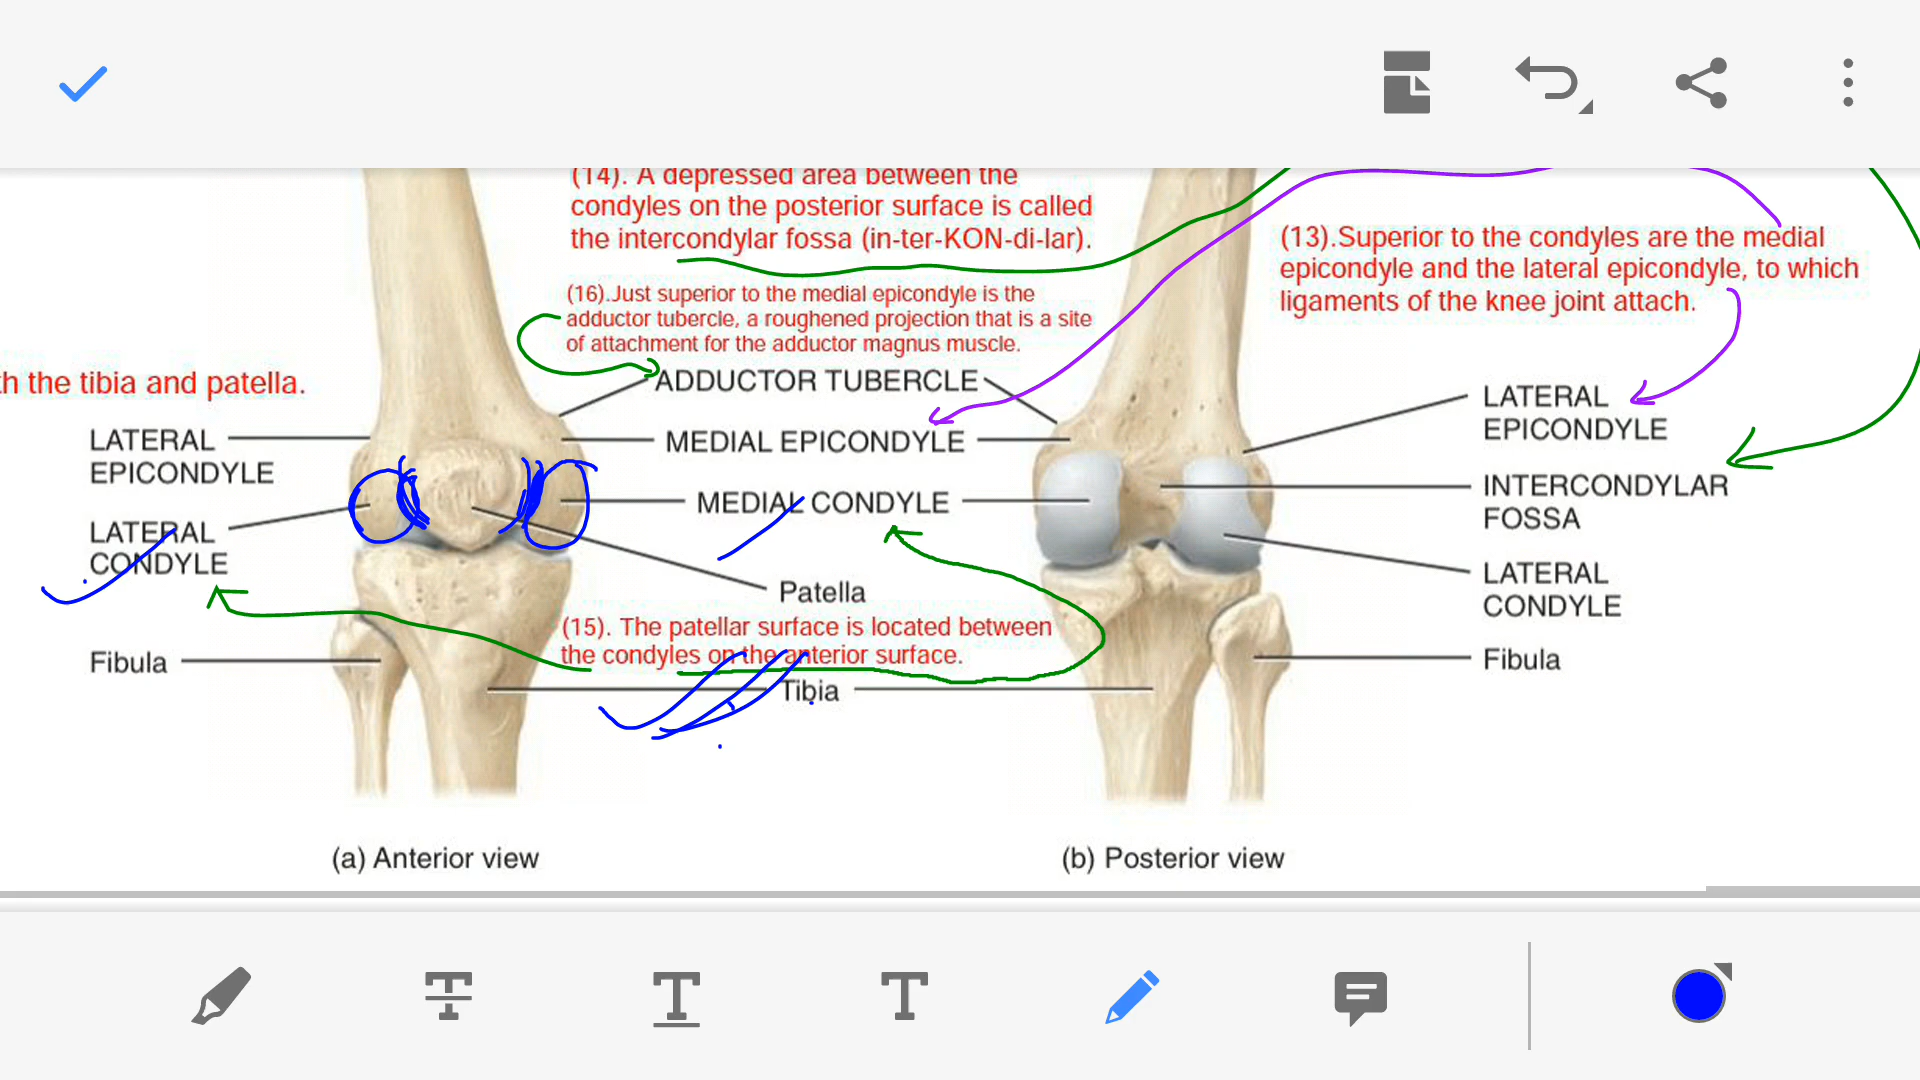 (14). A depressed area between the
condyles on the posterior surface is called
the intercondylar fossa (in-ter-KON-di-lar).
(13).Superior to the condyles are the medial
epicondyle and the lateral epicondyle, to which
ligaments of the knee joint attach.
(16).Just superior to the medial epicondyle is the
adductor tubercle, a roughened projection that is a site
of attachment for the adductor magnus muscle.
h the tibia and patella.
ADDUCTOR TUBERCLE
LATERAL
EPICONDYLE
MEDIAL EPICONDYLE
LATERAL
EPICONDYLE
LATERAL
CONDYLE
MEDIAL CONDYLE
INTERCONDYLAR
FOSSA
Patella
LATERAL
CONDYLE
(15). The patellar surface is located between
the condyles on the anterior surface.
Fibula
Tibia
Fibula
(a) Anterior view
(b) Posterior view